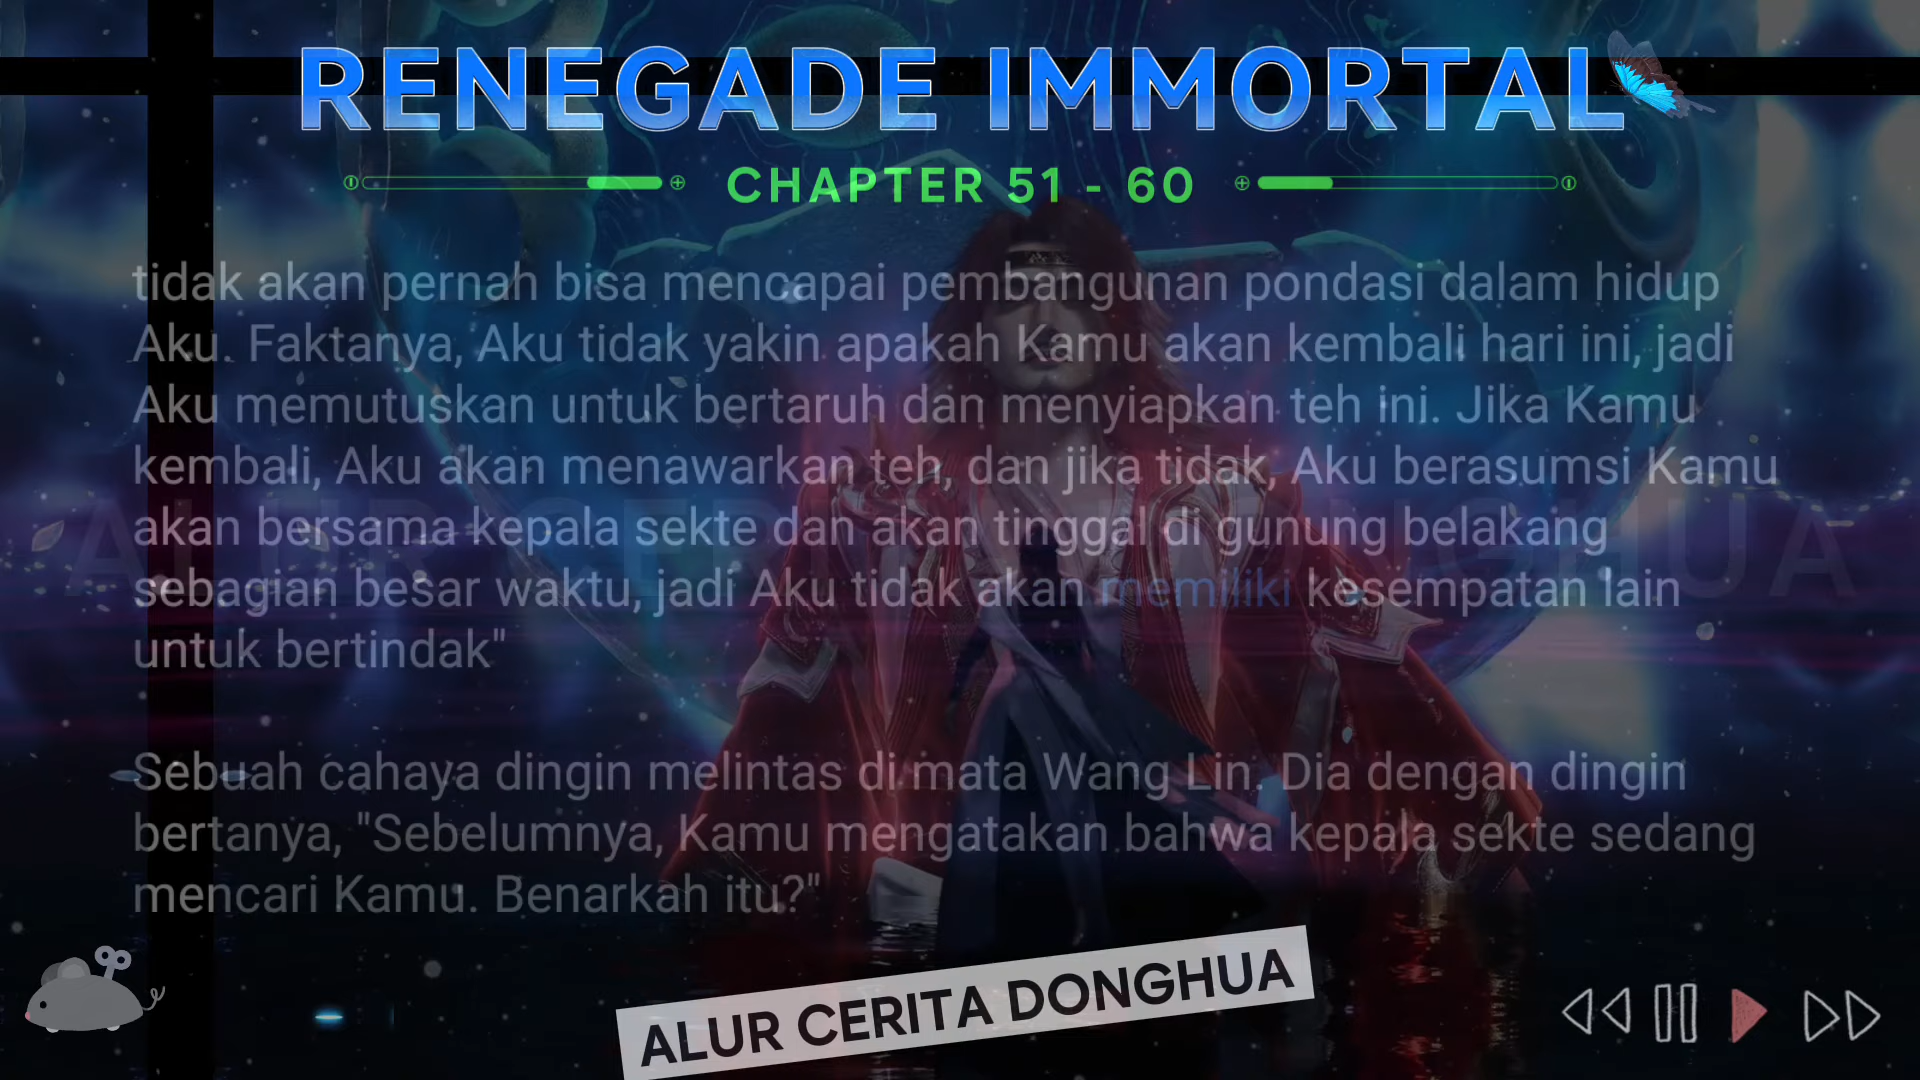 RENEGADE IMMORTAL
CHAPTER 51 - 60
tidak akan pernah bisa mencapai pembangunan pondasi dalam hidup
Aku. Faktanya, Aku tidak yakin apakah Kamu akan kembali hari ini, jadi
Aku memutuskan untuk bertaruh dan menyiapkan teh ini. Jika Kamu
kembali, Aku akan menawarkan teh, dan jika tidak, Aku berasumsi Kamu
akan bersama kepala sekte dan akan tinggal di gunung belakang
sebagian besar waktu, jadi Aku tidak akan memiliki kesempatan lain
untuk bertindak"
Sebuah cahaya dingin melintas di mata Wang Lin. Dia dengan dingin
bertanya, "Sebelumnya, Kamu mengatakan bahwa kepala sekte sedang
mencari Kamu. Benarkah itu?"
ALUR CERITA DONGHUA
ALUR CERITA DONGHUA